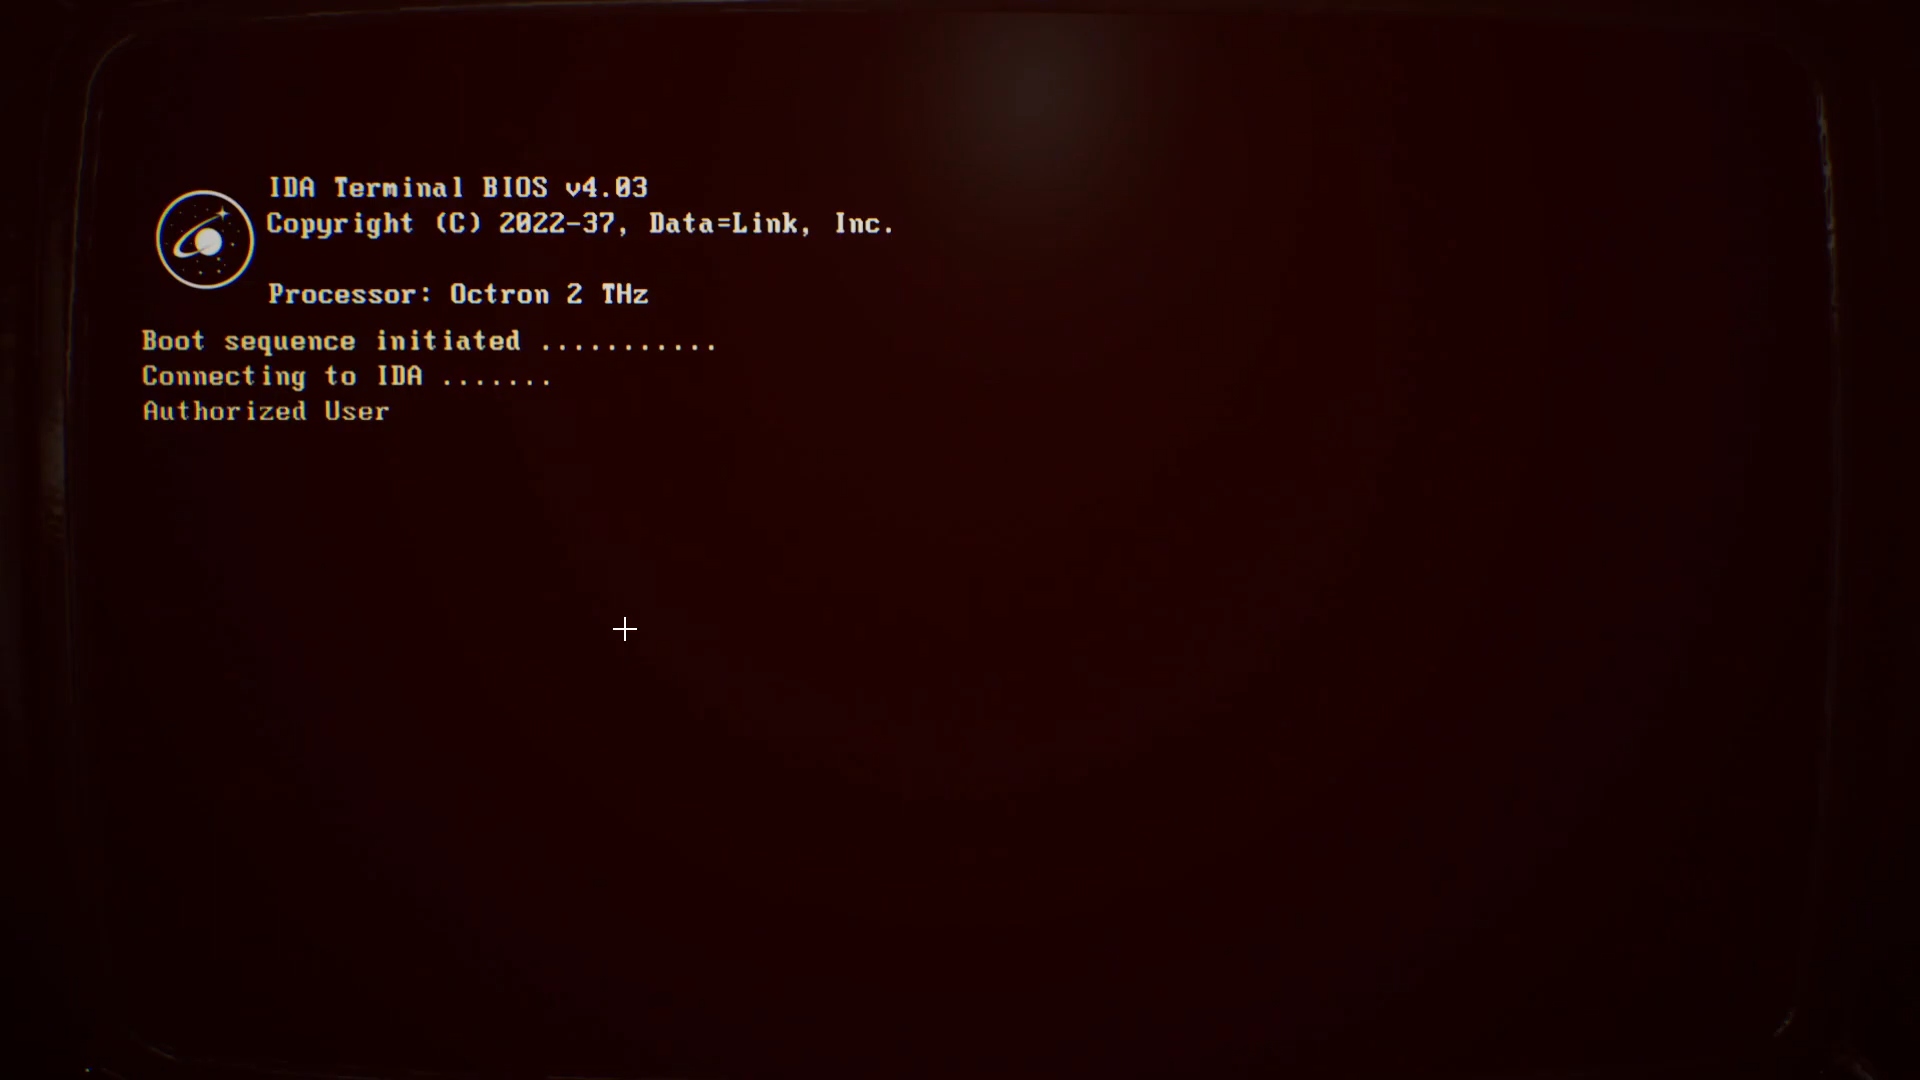 IDA Terminal BIOS v4.03
Copyright (C) 2022-37, Data=Link, Inc.
Processor: Octron 2 THz
Boot sequence initiated ...........
Connecting to IDA .......
Authorized User